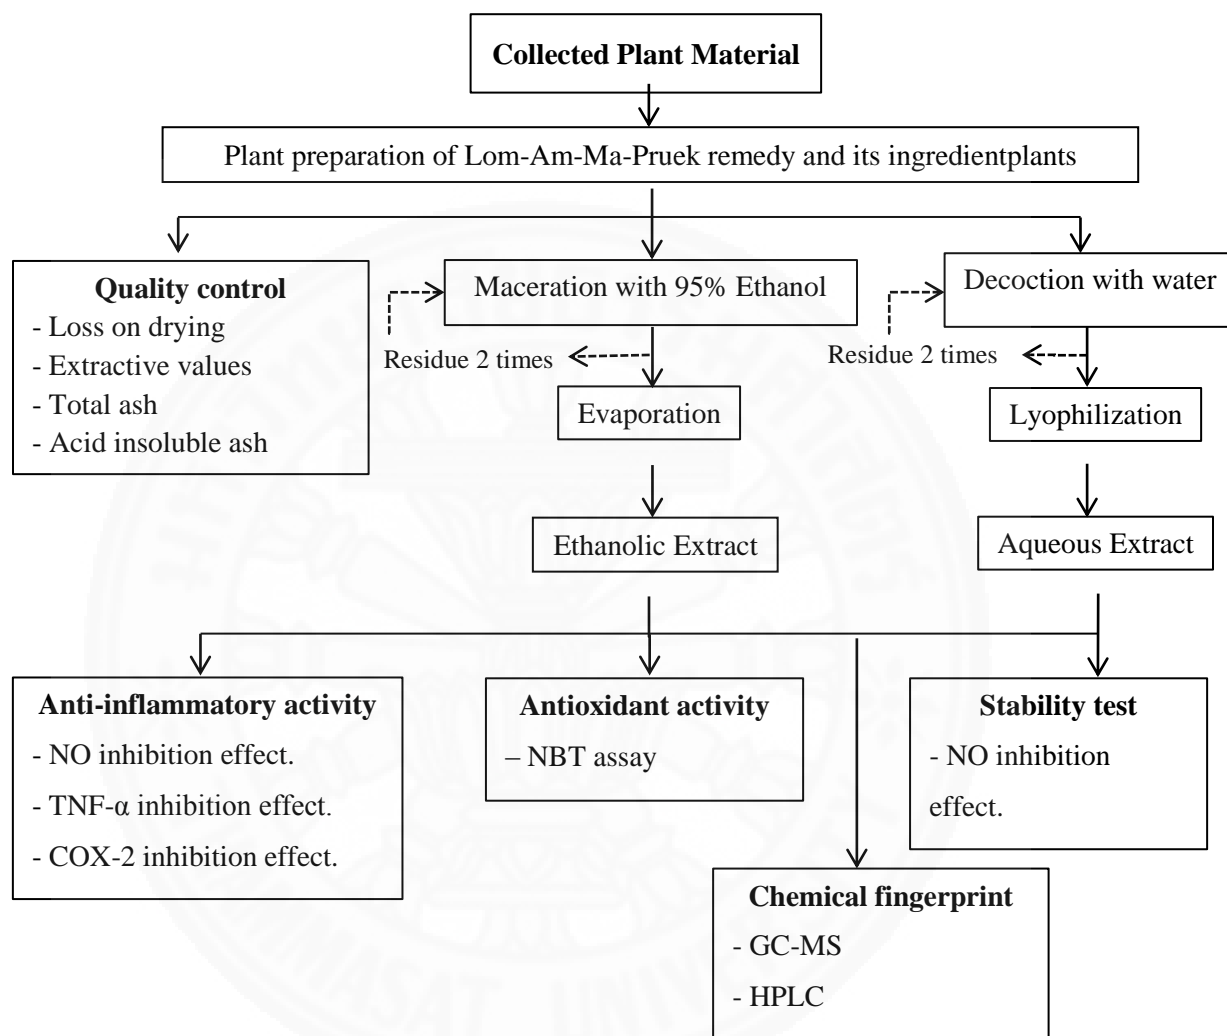 Collected Plant Material
Plant preparation of Lom-Am-Ma-Pruek remedy and its ingredientplants
Quality control
- Loss on drying
- Extractive values
- Total ash
- Acid insoluble ash
Maceration with 95% Ethanol
Residue 2 times
Evaporation
Ethanolic Extract
Decoction with water
Residue 2 times
Lyophilization
Aqueous Extract
Anti-inflammatory activity
- NO inhibition effect.
- TNF-α inhibition effect.
- COX-2 inhibition effect.
Antioxidant activity
– NBT assay
Stability test
- NO inhibition
effect.
Chemical fingerprint
- GC-MS
- HPLC